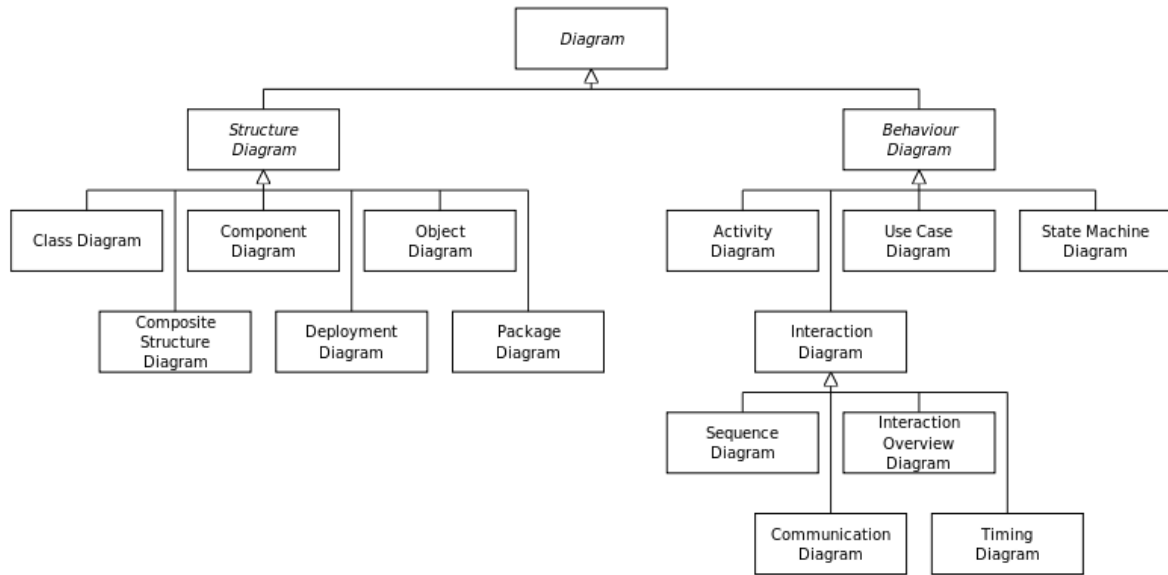 Diagram
Structure
Diagram
Behaviour
Diagram
Class Diagram
Component
Diagram
Object
Diagram
Activity
Diagram
Use Case
Diagram
State Machine
Diagram
Composite
Structure
Diagram
Deployment
Diagram
Package
Diagram
Interaction
Diagram
Sequence
Diagram
Interaction
Overview
Diagram
Communication
Diagram
Timing
Diagram